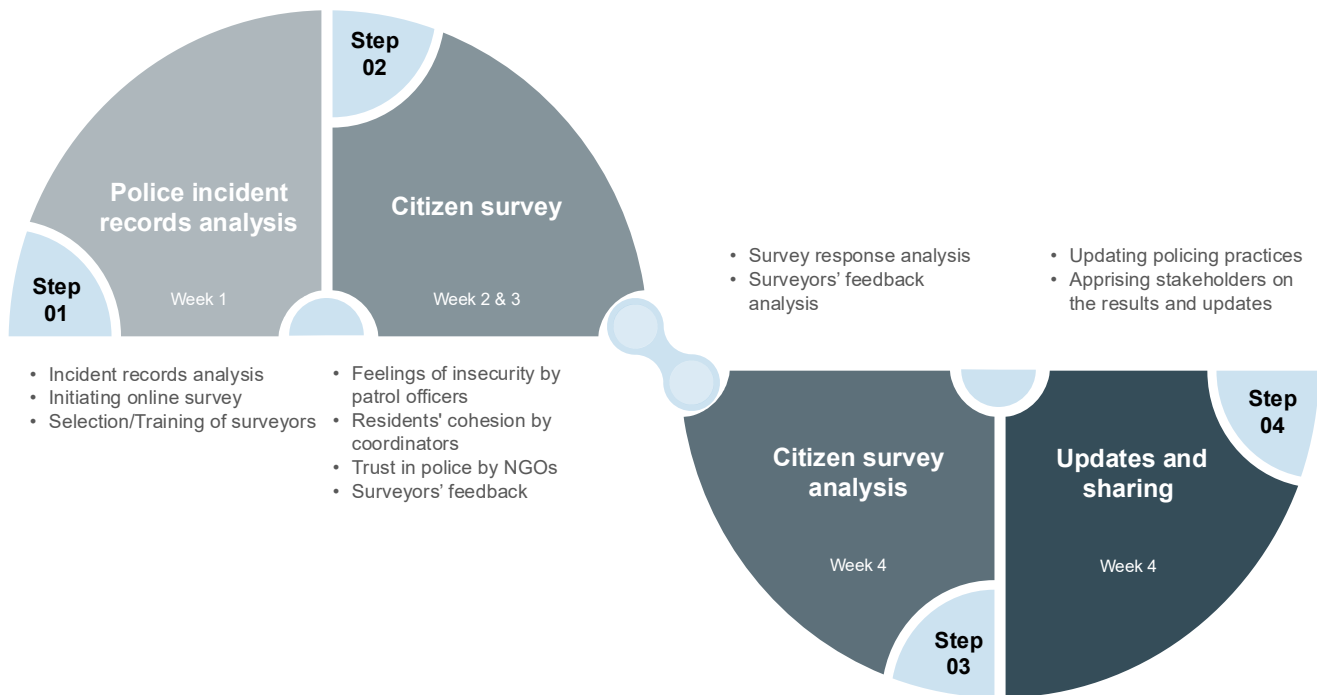 Step
01
Police incident
records analysis
Week 1
• Incident records analysis
• Initiating online survey
• Selection/Training of surveyors
Step
02
Citizen survey
Week 2 & 3
• Feelings of insecurity by
patrol officers
• Residents' cohesion by
coordinators
• Trust in police by NGOs
• Surveyors’ feedback
• Survey response analysis
• Surveyors’ feedback
analysis
Citizen survey
analysis
Week 4
Step
03
• Updating policing practices
• Apprising stakeholders on
the results and updates
Step
04
Updates and
sharing
Week 4